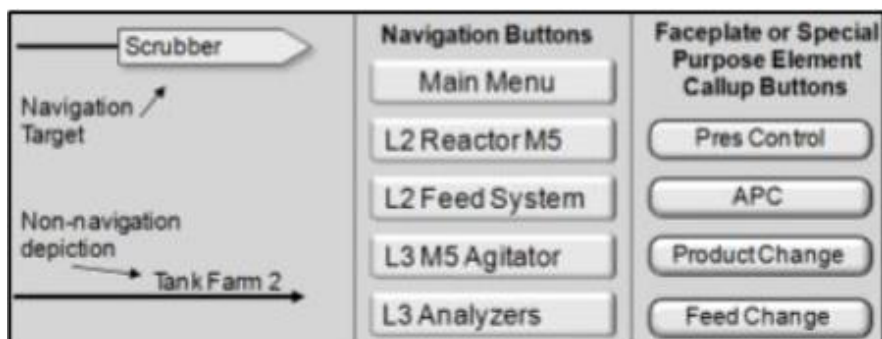 Scrubber
Navigation
Target
Non-navigation
depiction
Tank Farm 2
Navigation Buttons
Main Menu
L2 Reactor M5
L2 Feed System
L3 M5 Agitator
L3 Analyzers
Faceplate or Special
Purpose Element
Callup Buttons
Pres Control
APC
Product Change
Feed Change